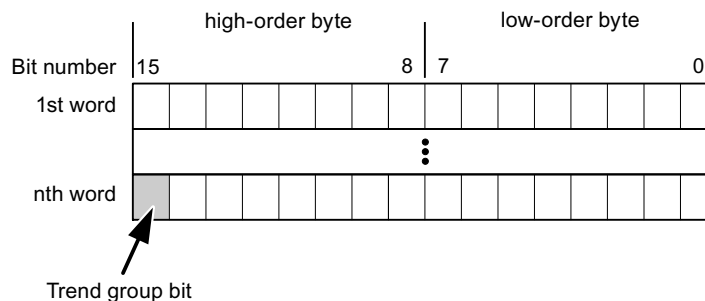 high-order byte low-order byte
Bit number 15 8 7 0
1st word
nth word
Trend group bit